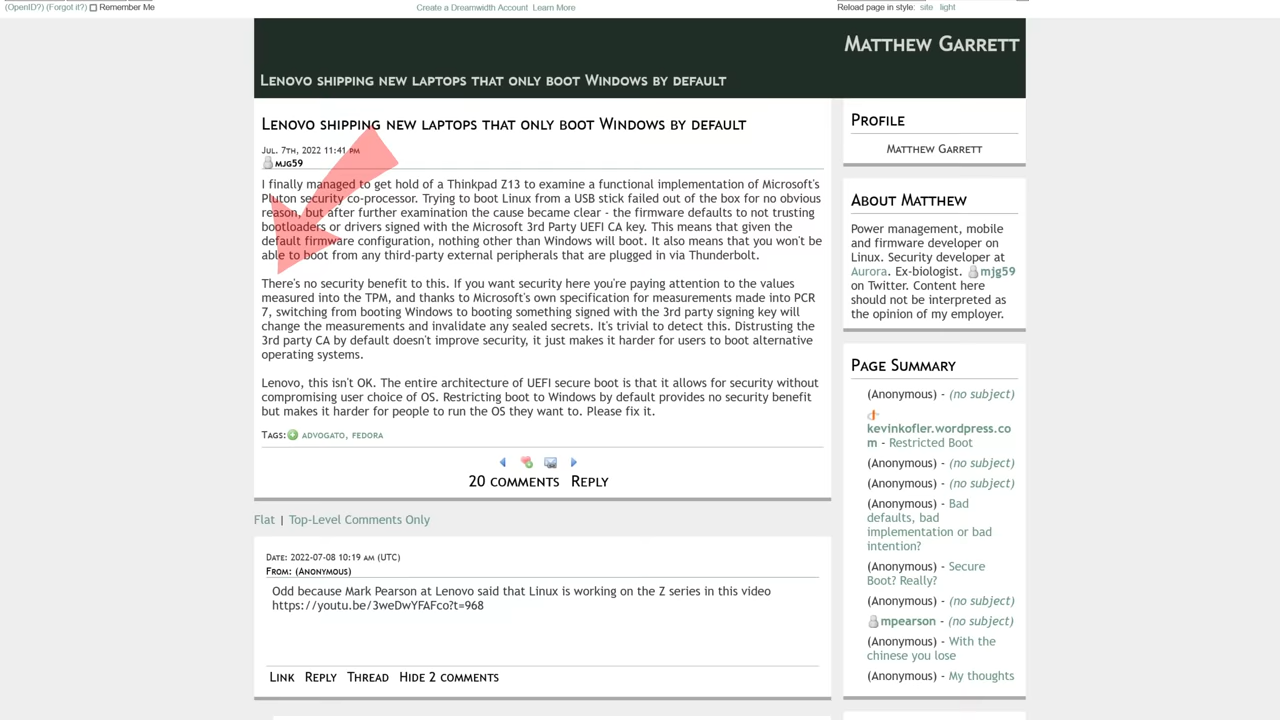 (OpenID?) (Forgot it?) Remember Me
Create a Dreamwidth Account Learn More
Reload page in style: site light
Matthew Garrett
Lenovo shipping new laptops that only boot Windows by default
Lenovo shipping new laptops that only boot Windows by default
Jul. 7th, 2022 11:41 pm
mjg59
I finally managed to get hold of a Thinkpad Z13 to examine a functional implementation of Microsoft's
Pluton security co-processor. Trying to boot Linux from a USB stick failed out of the box for no obvious
reason, but after further examination the cause became clear - the firmware defaults to not trusting
bootloaders or drivers signed with the Microsoft 3rd Party UEFI CA key. This means that given the
default firmware configuration, nothing other than Windows will boot. It also means that you won't be
able to boot from any third-party external peripherals that are plugged in via Thunderbolt.
There's no security benefit to this. If you want security here you're paying attention to the values
measured into the TPM, and thanks to Microsoft's own specification for measurements made into PCR
7, switching from booting Windows to booting something signed with the 3rd party signing key will
change the measurements and invalidate any sealed secrets. It's trivial to detect this. Distrusting the
3rd party CA by default doesn't improve security, it just makes it harder for users to boot alternative
operating systems.
Lenovo, this isn't OK. The entire architecture of UEFI secure boot is that it allows for security without
compromising user choice of OS. Restricting boot to Windows by default provides no security benefit
but makes it harder for people to run the OS they want to. Please fix it.
Tags: advogato, fedora
20 comments Reply
Flat | Top-Level Comments Only
Date: 2022-07-08 10:19 am (UTC)
From: (Anonymous)
Odd because Mark Pearson at Lenovo said that Linux is working on the Z series in this video
https://youtu.be/3weDwYFAFco?t=968
Link Reply Thread Hide 2 comments
Profile
Matthew Garrett
About Matthew
Power management, mobile
and firmware developer on
Linux. Security developer at
Aurora. Ex-biologist. mjg59
on Twitter. Content here
should not be interpreted as
the opinion of my employer.
Page Summary
(Anonymous) - (no subject)
kevinkofler.wordpress.co
m - Restricted Boot
(Anonymous) - (no subject)
(Anonymous) - (no subject)
(Anonymous) - Bad
defaults, bad
implementation or bad
intention?
(Anonymous) - Secure
Boot? Really?
(Anonymous) - (no subject)
mpearson - (no subject)
(Anonymous) - With the
chinese you lose
(Anonymous) - My thoughts